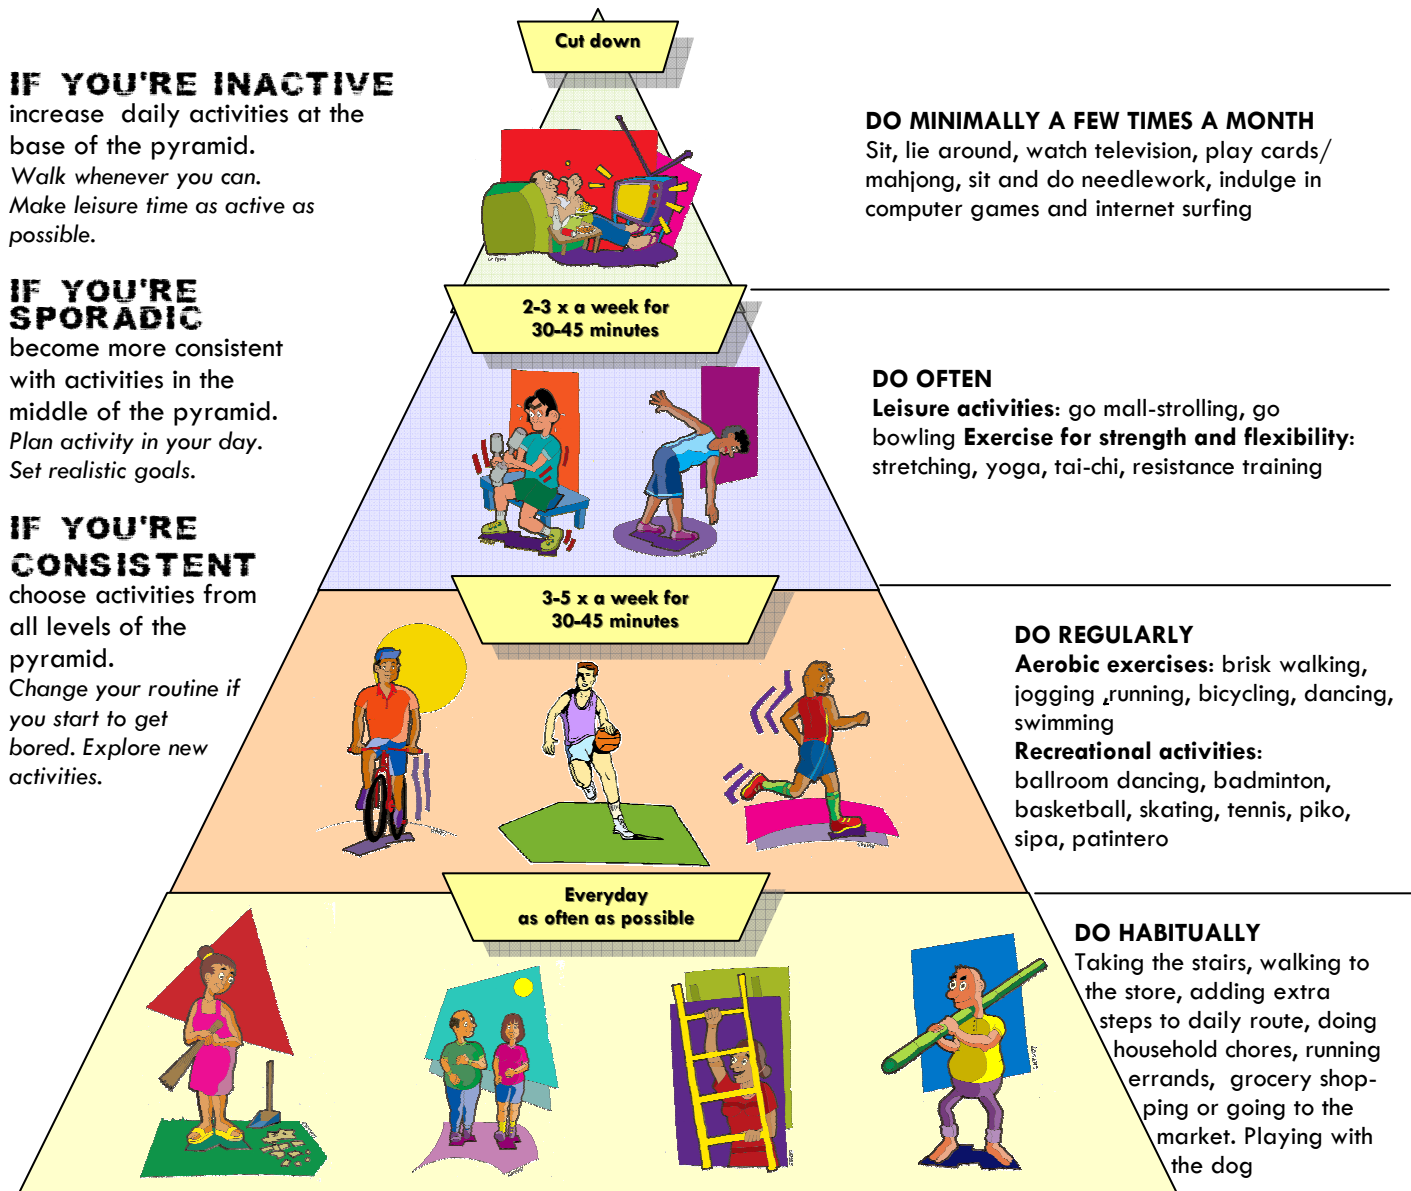 Cut down
IF YOU'RE INACTIVE
increase daily activities at the
base of the pyramid.
Walk whenever you can.
Make leisure time as active as
possible.
IF YOU'RE
SPORADIC
become more consistent
with activities in the
middle of the pyramid.
Plan activity in your day.
Set realistic goals.
IF YOU'RE
CONSISTENT
choose activities from
all levels of the
pyramid.
Change your routine if
you start to get
bored. Explore new
activities.
DO MINIMALLY A FEW TIMES A MONTH
Sit, lie around, watch television, play cards/
mahjong, sit and do needlework, indulge in
computer games and internet surfing
2-3 x a week for
30-45 minutes
DO OFTEN
Leisure activities: go mall-strolling, go
bowling Exercise for strength and flexibility:
stretching, yoga, tai-chi, resistance training
3-5 x a week for
30-45 minutes
DO REGULARLY
Aerobic exercises: brisk walking,
jogging ,running, bicycling, dancing,
swimming
Recreational activities:
ballroom dancing, badminton,
basketball, skating, tennis, piko,
sipa, patintero
Everyday
as often as possible
DO HABITUALLY
Taking the stairs, walking to
the store, adding extra
steps to daily route, doing
household chores, running
errands, grocery shop-
ping or going to the
market. Playing with
the dog